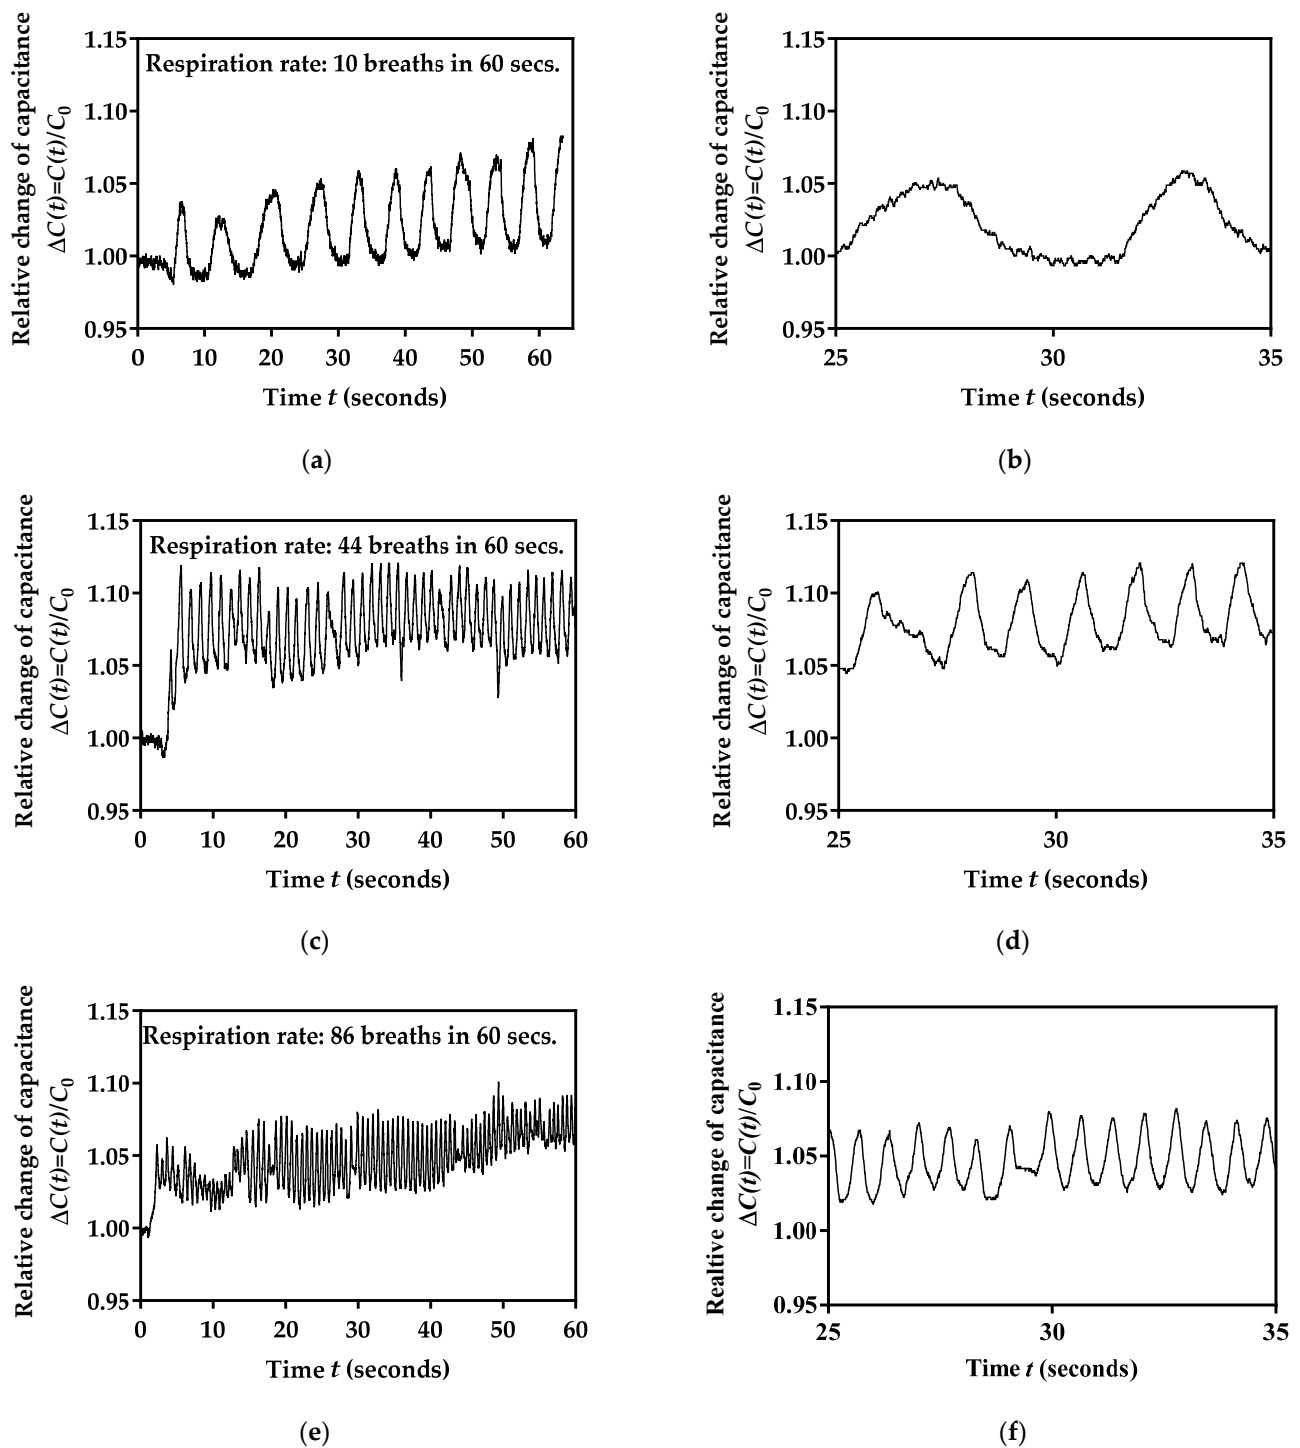 Relative change of capacitance
ΔC(t)=C(t)/C0
1.15
1.10
1.05
1.00
0.95
Respiration rate: 10 breaths in 60 secs.
0 10 20 30 40 50 60
Time t (seconds)
(a)
Relative change of capacitance
ΔC(t)=C(t)/C0
1.15
1.10
1.05
1.00
0.95
25 30 35
Time t (seconds)
(b)
Relative change of capacitance
ΔC(t)=C(t)/C0
1.15
1.10
1.05
1.00
0.95
Respiration rate: 44 breaths in 60 secs.
0 10 20 30 40 50 60
Time t (seconds)
(c)
Relative change of capacitance
ΔC(t)=C(t)/C0
1.15
1.10
1.05
1.00
0.95
25 30 35
Time t (seconds)
(d)
Relative change of capacitance
ΔC(t)=C(t)/C0
1.15
1.10
1.05
1.00
0.95
Respiration rate: 86 breaths in 60 secs.
0 10 20 30 40 50 60
Time t (seconds)
(e)
Realtive change of capacitance
ΔC(t)=C(t)/C0
1.15
1.10
1.05
1.00
0.95
25 30 35
Time t (seconds)
(f)